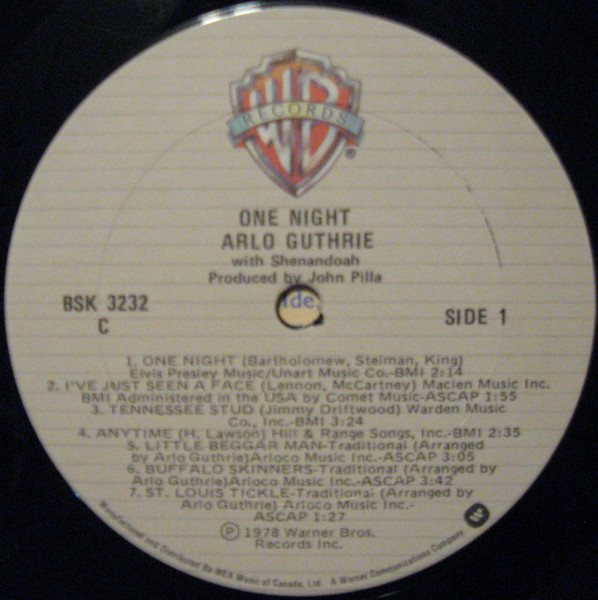 WB
RECORDS
®
ONE NIGHT
ARLO GUTHRIE
with Shenandoah
Produced by John Pilla
ide.
BSK 3232
C
SIDE 1
1. ONE NIGHT (Bartholomew, Steiman, King)
Elvis Presley Music/Unart Music Co.-BMI 2:14
2. I'VE JUST SEEN A FACE (Lennon, McCartney) Maclen Music Inc.
BMI Administered in the USA by Comet Music-ASCAP 1:55
3. TENNESSEE STUD (Jimmy Driftwood) Warden Music
Co., Inc.-BMI 3:24
4. ANYTIME (H. Lawson) Hill & Range Songs, Inc.-BMI 2:35
5. LITTLE BEGGAR MAN-Traditional (Arranged
by Arlo Guthrie) Arloco Music Inc.-ASCAP 3:05
6. BUFFALO SKINNERS-Traditional (Arranged by
Arlo Guthrie)Arloco Music Inc.-ASCAP 3:42
7. ST. LOUIS TICKLE-Traditional (Arranged by
Arlo Guthrie) Arloco Music Inc.-
ASCAP 1:27
Ⓟ 1978 Warner Bros.
Records Inc.
Manufactured and Distributed By WEA Music of Canada, Ltd. A Warner Communications Company